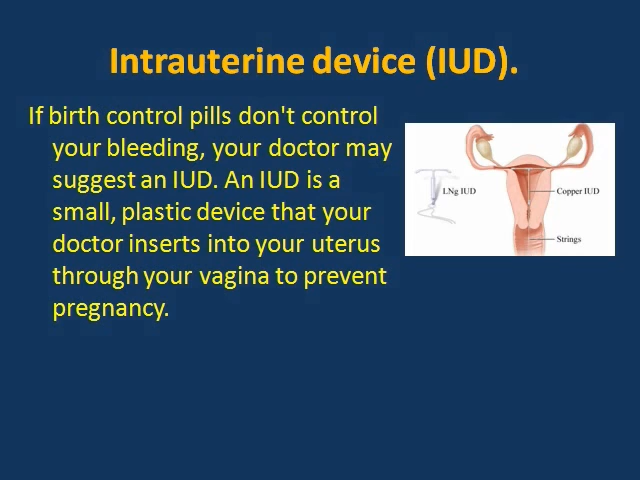 Intrauterine device (IUD).
If birth control pills don't control
your bleeding, your doctor may
suggest an IUD. An IUD is a
small, plastic device that your
doctor inserts into your uterus
through your vagina to prevent
pregnancy.
LNg IUD
Copper IUD
Strings